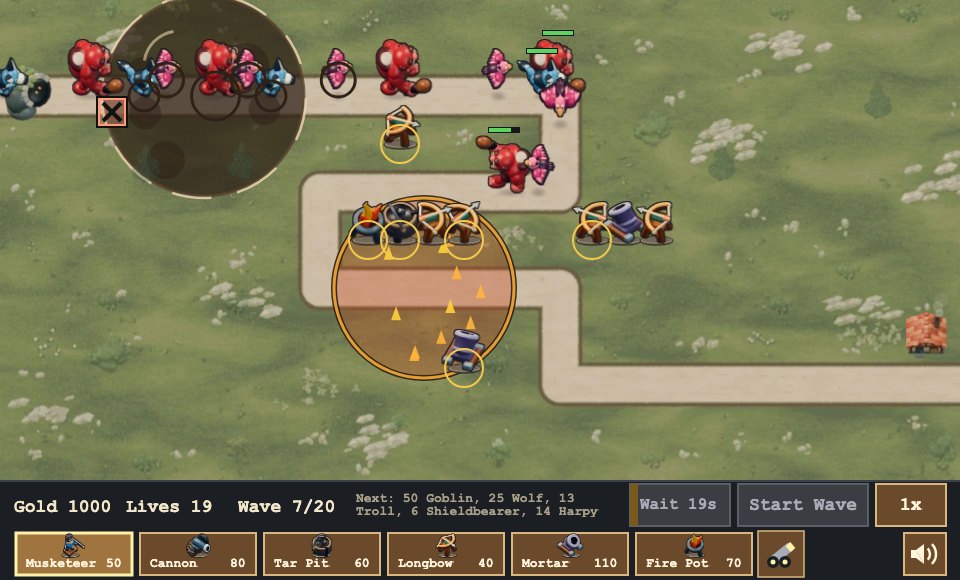 Gold 1000 Lives 19 Wave 7/20
Next: 50 Goblin, 25 Wolf, 13
Troll, 6 Shieldbearer, 14 Harpy
Wait 19s
Start Wave
1x
Musketeer 50
Cannon 80
Tar Pit 60
Longbow 40
Mortar 110
Fire Pot 70